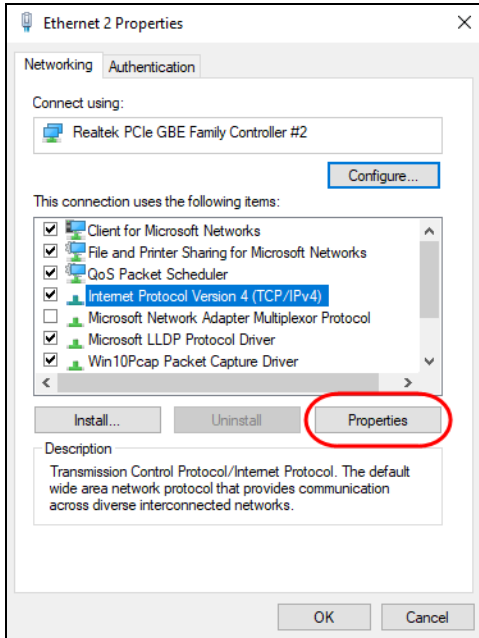 Ethernet 2 Properties
Networking
Authentication
Connect using:
Realtek PCIe GBE Family Controller #2
Configure...
This connection uses the following items:
Client for Microsoft Networks
File and Printer Sharing for Microsoft Networks
QoS Packet Scheduler
Internet Protocol Version 4 (TCP/IPv4)
Microsoft Network Adapter Multiplexor Protocol
Microsoft LLDP Protocol Driver
Win10Pcap Packet Capture Driver
Install...
Uninstall
Properties
Description
Transmission Control Protocol/Internet Protocol. The default
wide area network protocol that provides communication
across diverse interconnected networks.
OK
Cancel